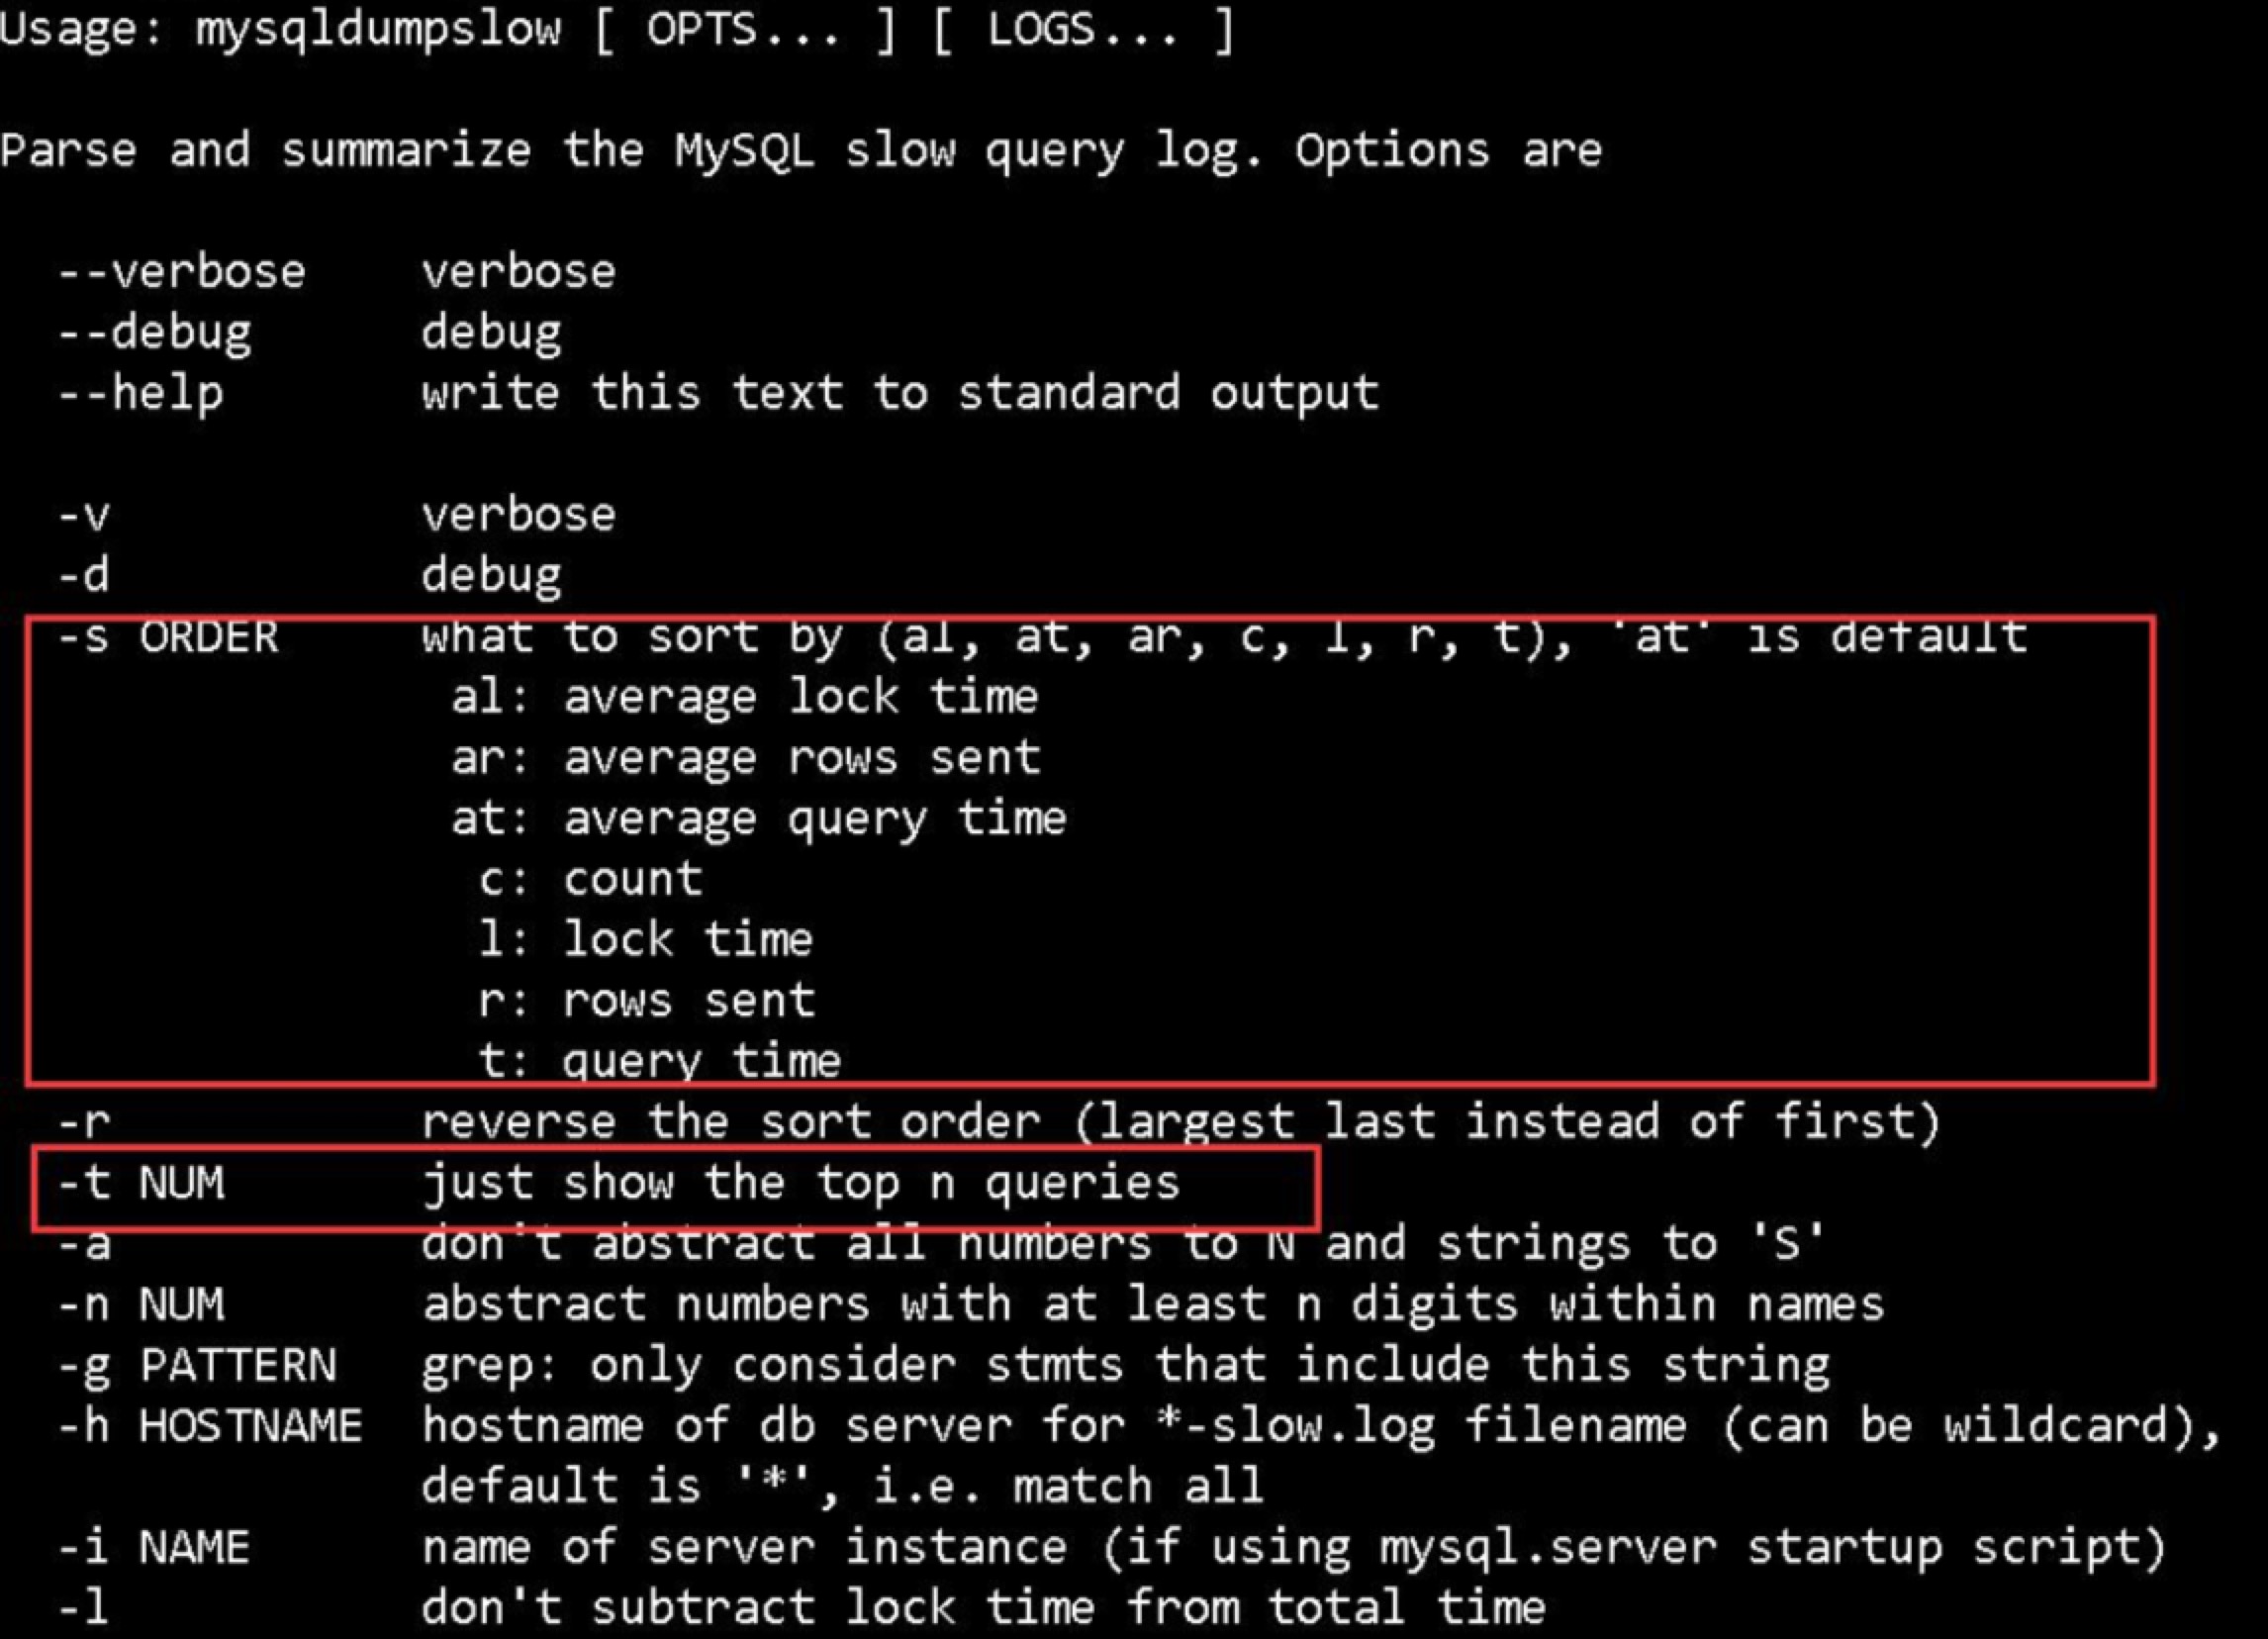 Usage: mysqldumpslow [ OPTS... ] [ LOGS... ]
Parse and summarize the MySQL slow query log. Options are
--verbose    verbose
--debug      debug
--help       write this text to standard output
-v           verbose
-d           debug
-s ORDER     what to sort by (al, at, ar, c, l, r, t), 'at' is default
al: average lock time
ar: average rows sent
at: average query time
c: count
l: lock time
r: rows sent
t: query time
-r           reverse the sort order (largest last instead of first)
-t NUM       just show the top n queries
-a           don't abstract all numbers to N and strings to 'S'
-n NUM       abstract numbers with at least n digits within names
-g PATTERN   grep: only consider stmts that include this string
-h HOSTNAME  hostname of db server for *-slow.log filename (can be wildcard),
default is '*', i.e. match all
-i NAME      name of server instance (if using mysql.server startup script)
-l           don't subtract lock time from total time